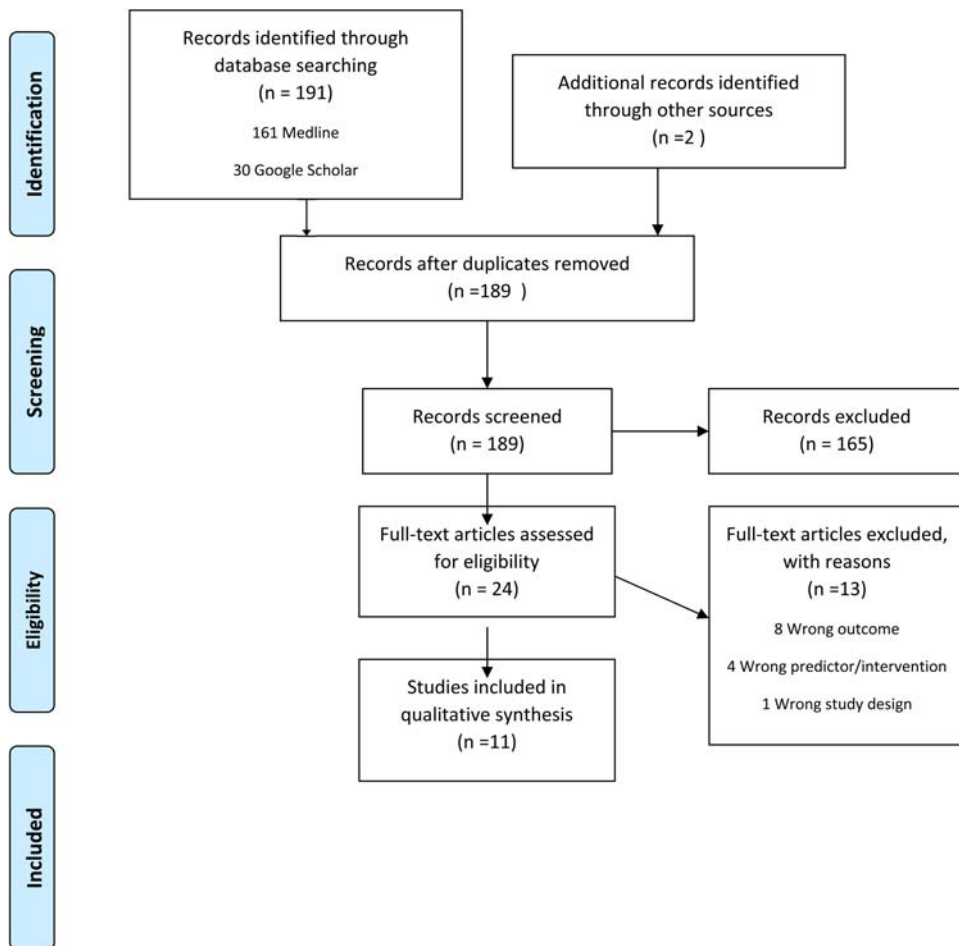 Identification
Records identified through
database searching
(n = 191)
161 Medline
30 Google Scholar
Additional records identified
through other sources
(n =2 )
Records after duplicates removed
(n =189 )
Screening
Records screened
(n = 189)
Records excluded
(n = 165)
Eligibility
Full-text articles assessed
for eligibility
(n = 24)
Full-text articles excluded,
with reasons
(n =13)
8 Wrong outcome
4 Wrong predictor/intervention
1 Wrong study design
Studies included in
qualitative synthesis
(n =11)
Included